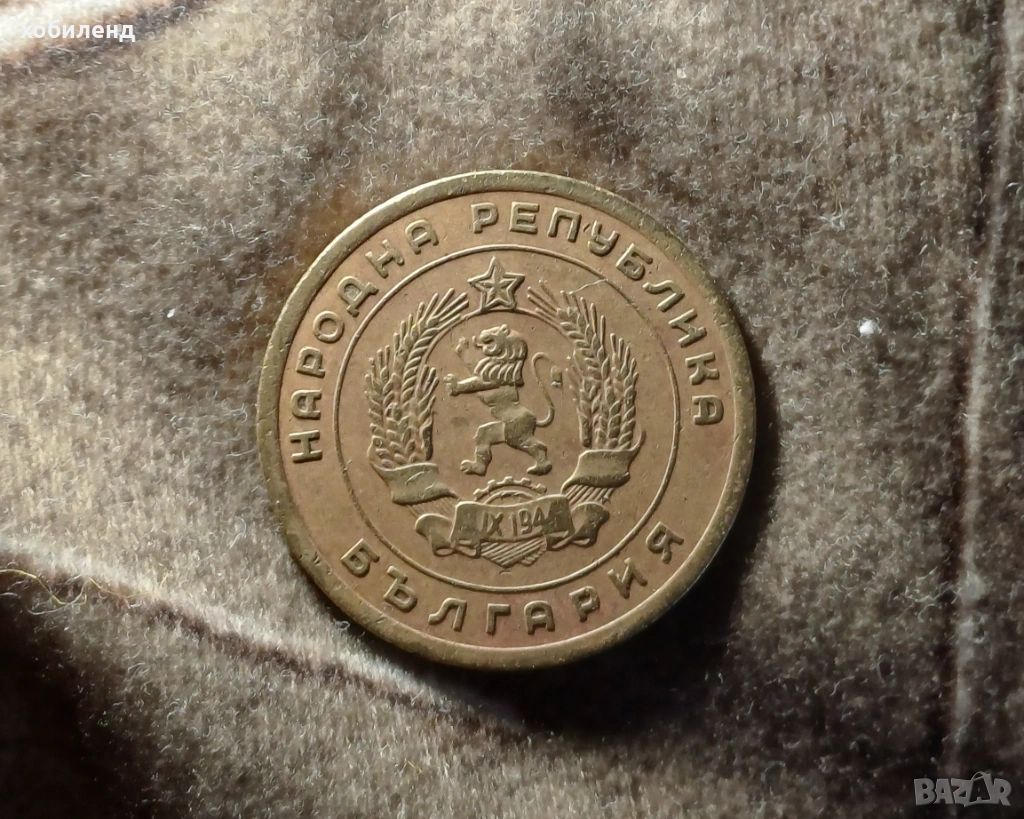 хобиленд
НАРОДНА РЕПУБЛИКА
БЪЛГАРИЯ
IX 1944
BAZAR